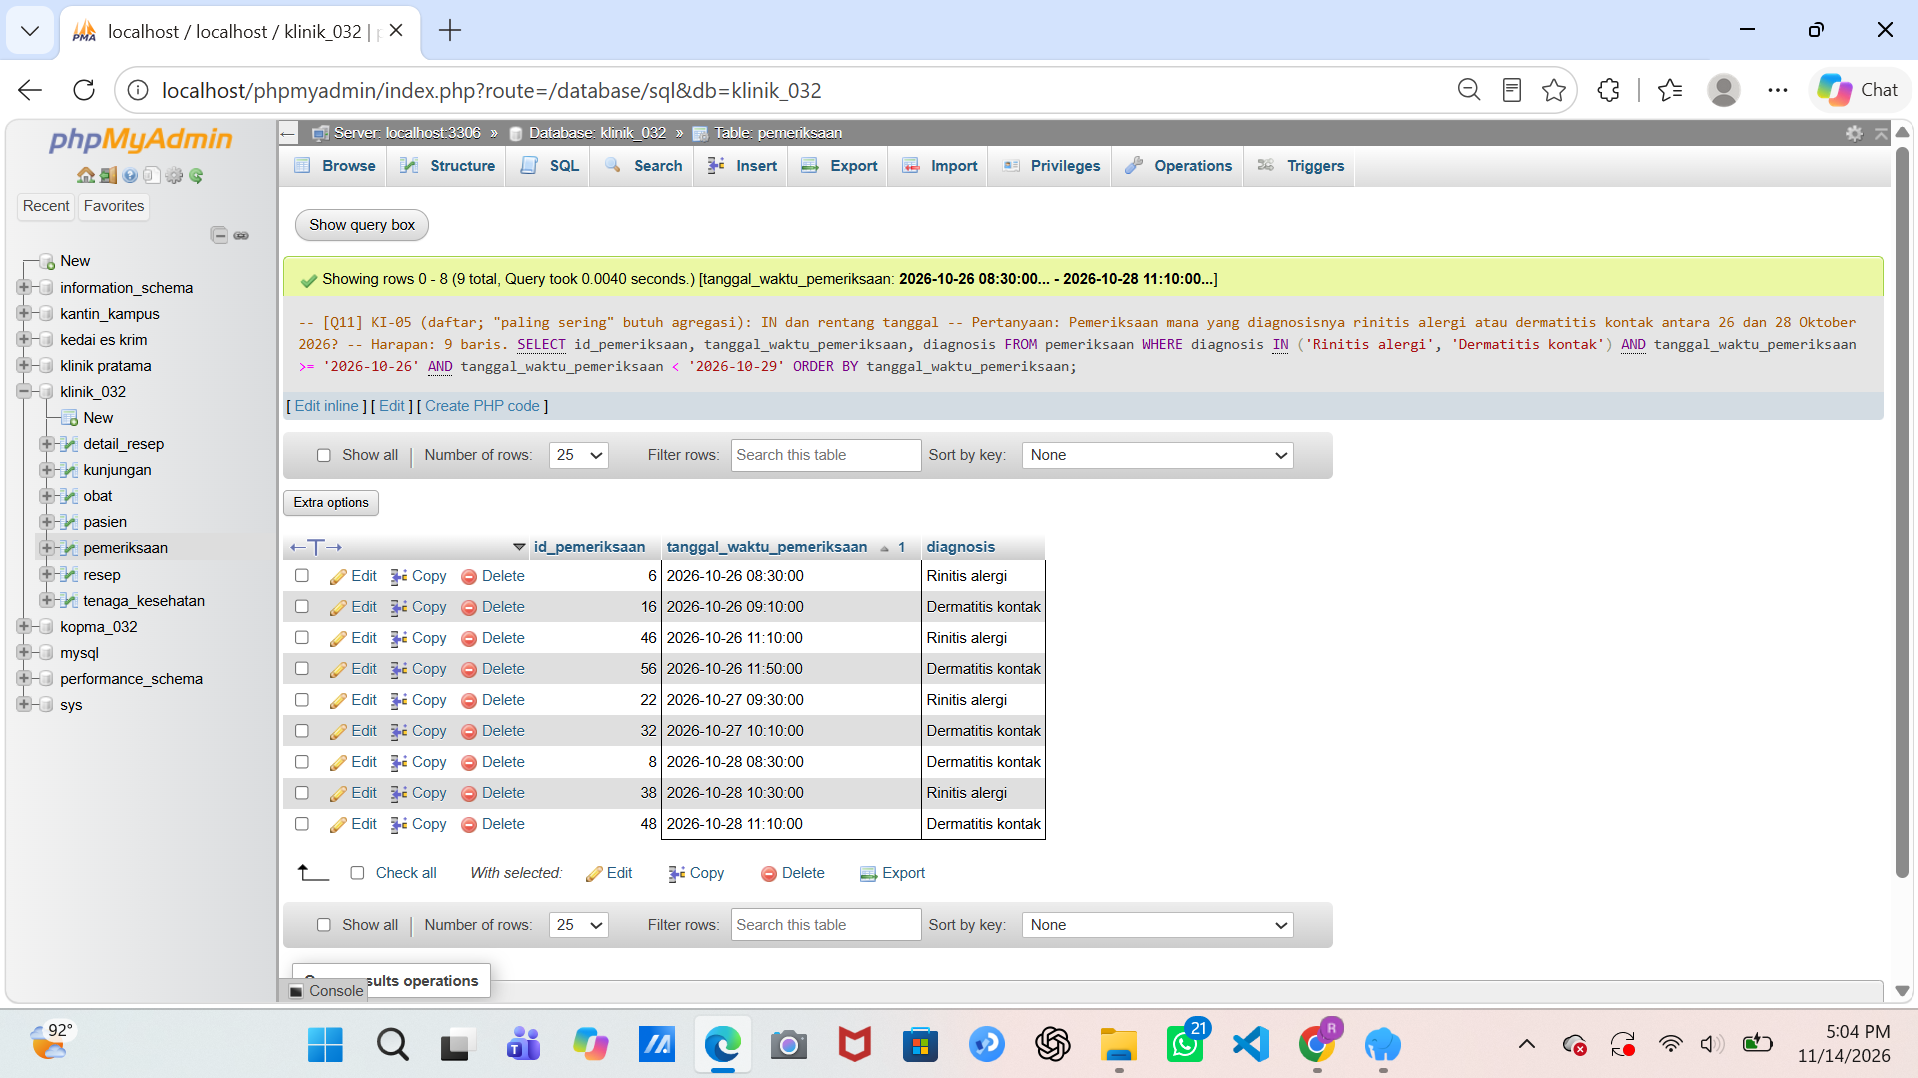 localhost / localhost / klinik_032 |
localhost/phpmyadmin/index.php?route=/database/sql&db=klinik_032
Chat
phpMyAdmin
Recent Favorites
New
information_schema
kantin_kampus
kedai es krim
klinik pratama
klinik_032
New
detail_resep
kunjungan
obat
pasien
pemeriksaan
resep
tenaga_kesehatan
kopma_032
mysql
performance_schema
sys
Server: localhost:3306 » Database: klinik_032 » Table: pemeriksaan
Browse Structure SQL Search Insert Export Import Privileges Operations Triggers
Show query box
Showing rows 0 - 8 (9 total, Query took 0.0040 seconds.) [tanggal_waktu_pemeriksaan: 2026-10-26 08:30:00... - 2026-10-28 11:10:00...]
-- [Q11] KI-05 (daftar; "paling sering" butuh agregasi): IN dan rentang tanggal -- Pertanyaan: Pemeriksaan mana yang diagnosisnya rinitis alergi atau dermatitis kontak antara 26 dan 28 Oktober
2026? -- Harapan: 9 baris. SELECT id_pemeriksaan, tanggal_waktu_pemeriksaan, diagnosis FROM pemeriksaan WHERE diagnosis IN ('Rinitis alergi', 'Dermatitis kontak') AND tanggal_waktu_pemeriksaan
>= '2026-10-26' AND tanggal_waktu_pemeriksaan < '2026-10-29' ORDER BY tanggal_waktu_pemeriksaan;
[ Edit inline ] [ Edit ] [ Create PHP code ]
Show all Number of rows: 25 Filter rows: Search this table Sort by key: None
Extra options
id_pemeriksaan tanggal_waktu_pemeriksaan 1 diagnosis
Edit Copy Delete 6 2026-10-26 08:30:00 Rinitis alergi
Edit Copy Delete 16 2026-10-26 09:10:00 Dermatitis kontak
Edit Copy Delete 46 2026-10-26 11:10:00 Rinitis alergi
Edit Copy Delete 56 2026-10-26 11:50:00 Dermatitis kontak
Edit Copy Delete 22 2026-10-27 09:30:00 Rinitis alergi
Edit Copy Delete 32 2026-10-27 10:10:00 Dermatitis kontak
Edit Copy Delete 8 2026-10-28 08:30:00 Dermatitis kontak
Edit Copy Delete 38 2026-10-28 10:30:00 Rinitis alergi
Edit Copy Delete 48 2026-10-28 11:10:00 Dermatitis kontak
Check all With selected: Edit Copy Delete Export
Show all Number of rows: 25 Filter rows: Search this table Sort by key: None
operations
Console
92°
21
R
5:04 PM
11/14/2026